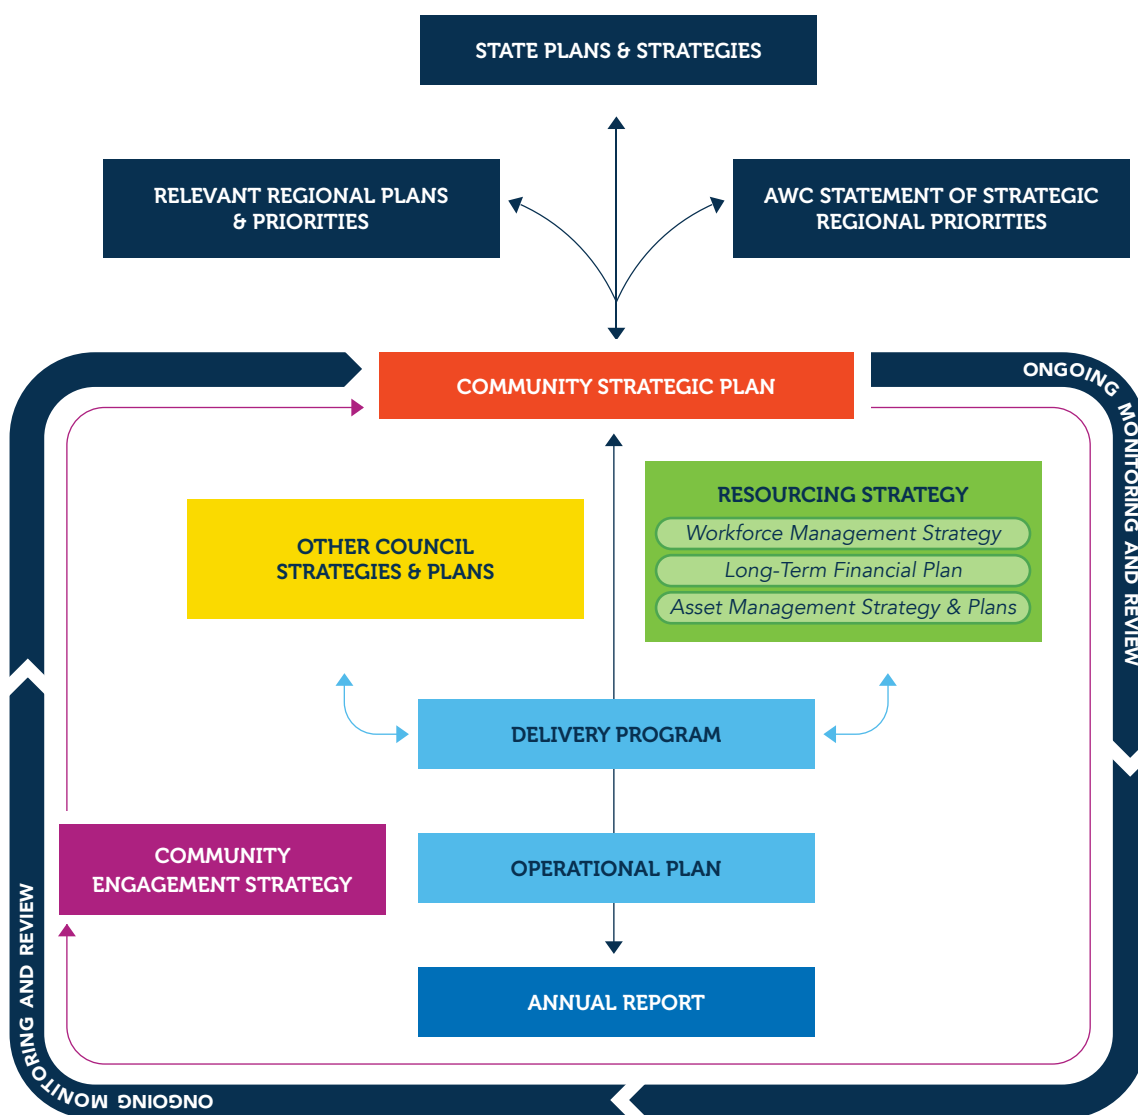 STATE PLANS & STRATEGIES
RELEVANT REGIONAL PLANS
& PRIORITIES
AWC STATEMENT OF STRATEGIC
REGIONAL PRIORITIES
COMMUNITY STRATEGIC PLAN
ONGOING MONITORING AND REVIEW
OTHER COUNCIL
STRATEGIES & PLANS
RESOURCING STRATEGY
Workforce Management Strategy
Long-Term Financial Plan
Asset Management Strategy & Plans
DELIVERY PROGRAM
OPERATIONAL PLAN
COMMUNITY
ENGAGEMENT STRATEGY
ANNUAL REPORT
ONGOING MONITORING AND REVIEW